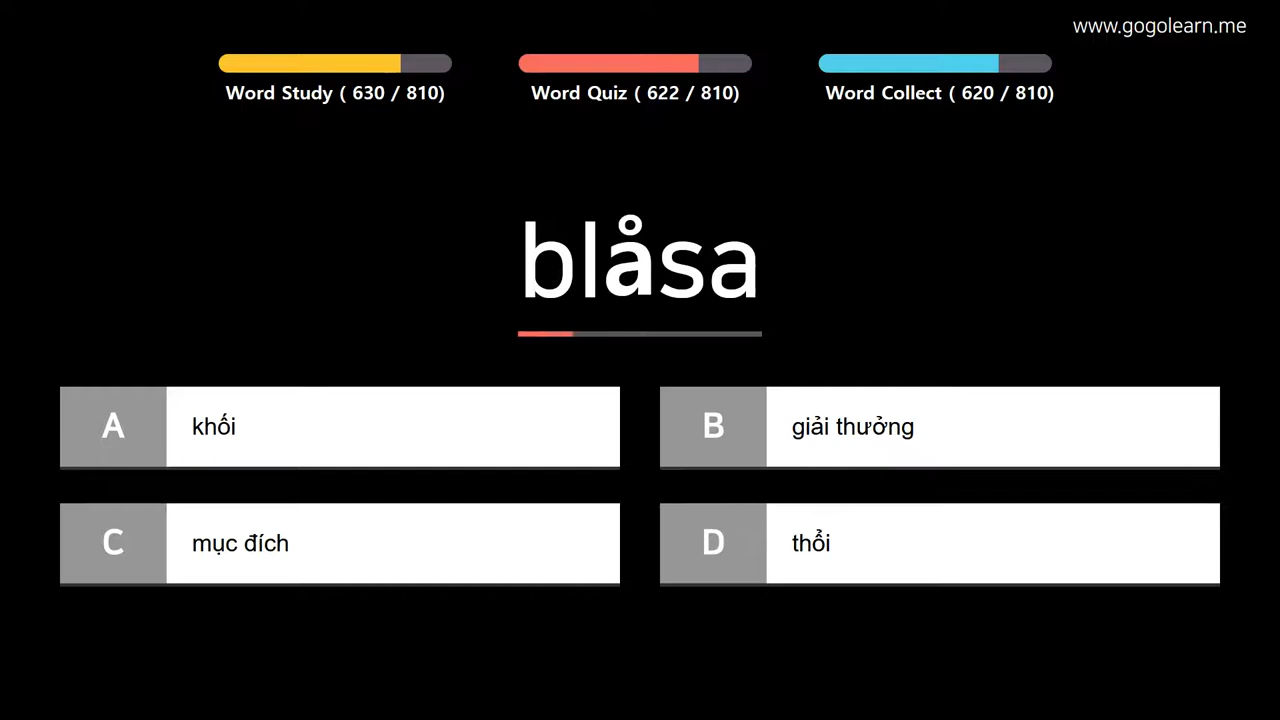 www.gogolearn.me
Word Study ( 630 / 810)
Word Quiz ( 622 / 810)
Word Collect ( 620 / 810)
blåsa
A
khối
B
giải thưởng
C
mục đích
D
thổi